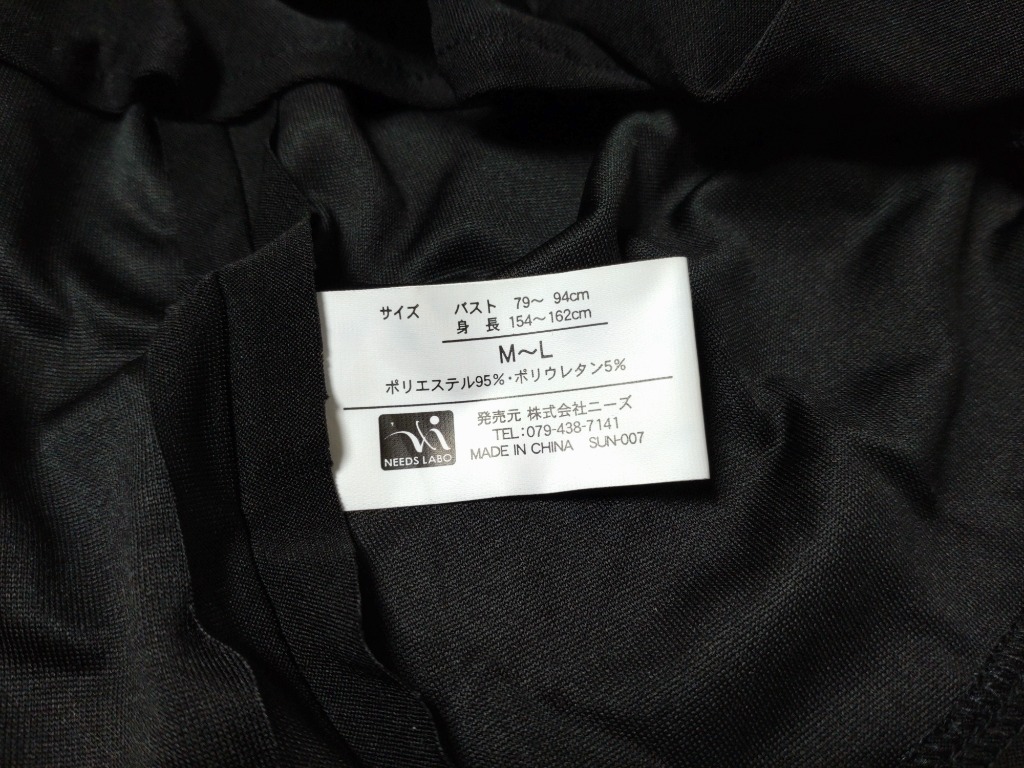 サイズ バスト 79～ 94cm
身 長 154～162cm
M～L
ポリエステル95%・ポリウレタン5%
発売元 株式会社ニーズ
TEL:079-438-7141
MADE IN CHINA SUN-007
NEEDS LABO